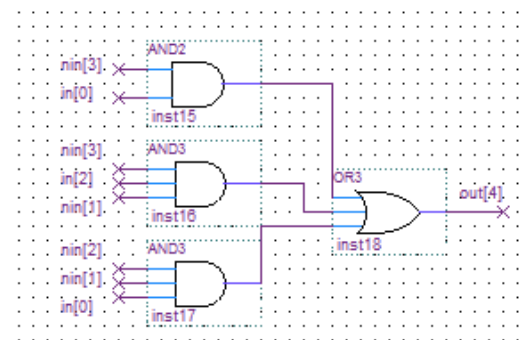 AND2
nin[3]
in[0]
inst15
AND3
nin[3]
in[2]
nin[1]
inst16
OR3
out[4]
inst18
AND3
nin[2]
nin[1]
in[0]
inst17